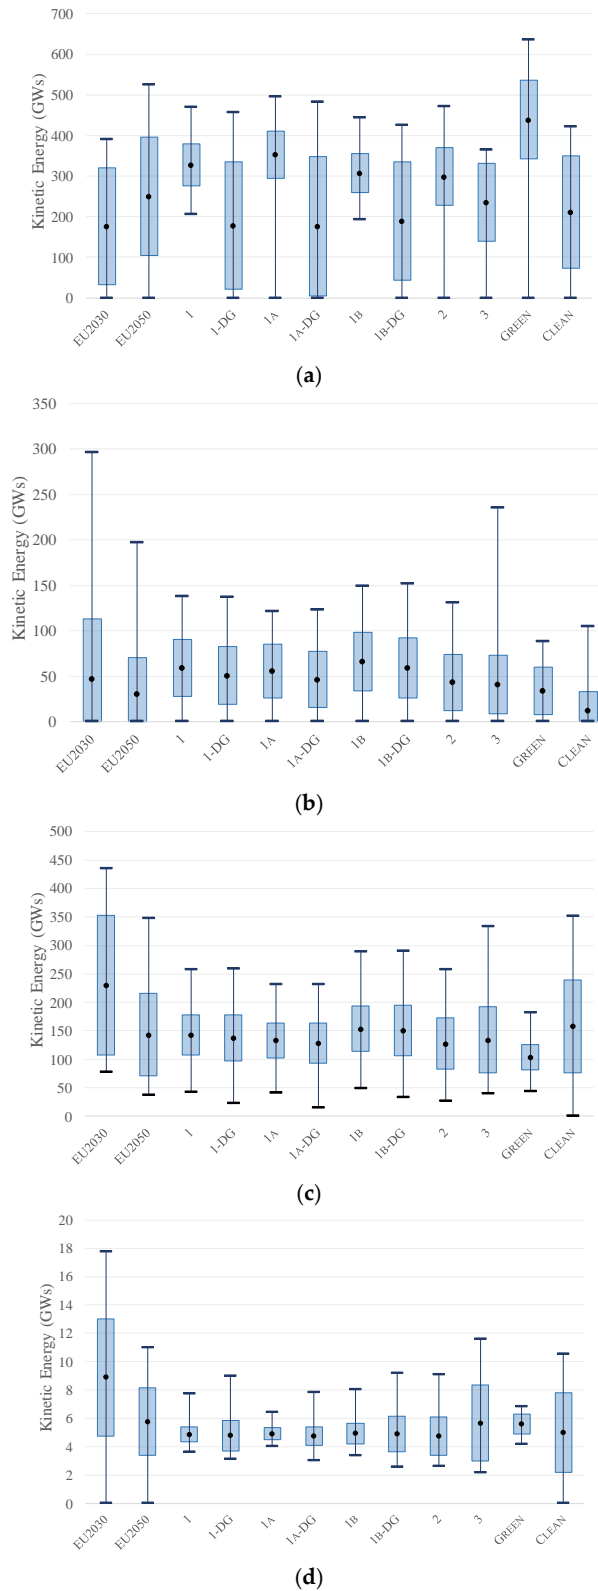 700
600
500
400
300
200
100
0
Kinetic Energy (GWs)
EU2030
EU2050
1
1-DG
1A
1A-DG
1B
1B-DG
2
3
GREEN
CLEAN
(a)
350
300
250
200
150
100
50
0
Kinetic Energy (GWs)
EU2030
EU2050
1
1-DG
1A
1A-DG
1B
1B-DG
2
3
GREEN
CLEAN
(b)
500
450
400
350
300
250
200
150
100
50
0
Kinetic Energy (GWs)
EU2030
EU2050
1
1-DG
1A
1A-DG
1B
1B-DG
2
3
GREEN
CLEAN
(c)
20
18
16
14
12
10
8
6
4
2
0
Kinetic Energy (GWs)
EU2030
EU2050
1
1-DG
1A
1A-DG
1B
1B-DG
2
3
GREEN
CLEAN
(d)